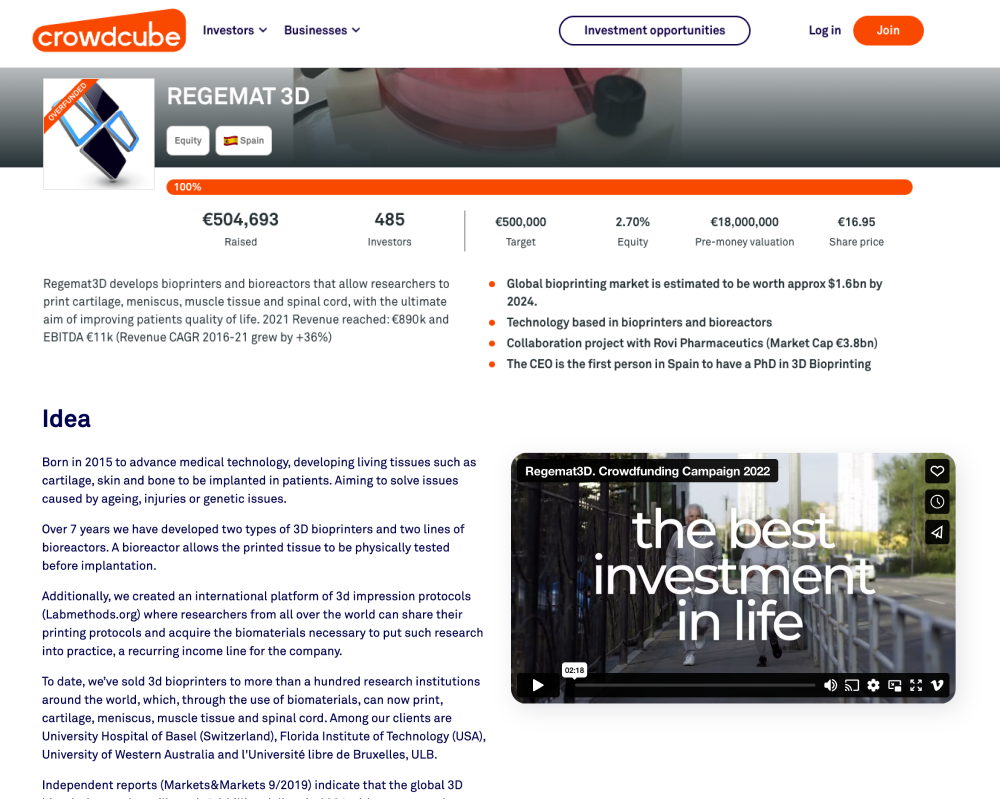 crowdcube
Investors
Businesses
Investment opportunities
Log in
Join
OVERFUNDED
REGEMAT 3D
Equity
Spain
100%
€504,693
Raised
485
Investors
€500,000
Target
2.70%
Equity
€18,000,000
Pre-money valuation
€16.95
Share price
Regemat3D develops bioprinters and bioreactors that allow researchers to
print cartilage, meniscus, muscle tissue and spinal cord, with the ultimate
aim of improving patients quality of life. 2021 Revenue reached: €890k and
EBITDA €11k (Revenue CAGR 2016-21 grew by +36%)
Global bioprinting market is estimated to be worth approx $1.6bn by
2024.
Technology based in bioprinters and bioreactors
Collaboration project with Rovi Pharmaceutics (Market Cap €3.8bn)
The CEO is the first person in Spain to have a PhD in 3D Bioprinting
Idea
Born in 2015 to advance medical technology, developing living tissues such as
cartilage, skin and bone to be implanted in patients. Aiming to solve issues
caused by ageing, injuries or genetic issues.
Over 7 years we have developed two types of 3D bioprinters and two lines of
bioreactors. A bioreactor allows the printed tissue to be physically tested
before implantation.
Additionally, we created an international platform of 3d impression protocols
(Labmethods.org) where researchers from all over the world can share their
printing protocols and acquire the biomaterials necessary to put such research
into practice, a recurring income line for the company.
To date, we've sold 3d bioprinters to more than a hundred research institutions
around the world, which, through the use of biomaterials, can now print,
cartilage, meniscus, muscle tissue and spinal cord. Among our clients are
University Hospital of Basel (Switzerland), Florida Institute of Technology (USA),
University of Western Australia and l'Université libre de Bruxelles, ULB.
Independent reports (Markets&Markets 9/2019) indicate that the global 3D
Regemat3D. Crowdfunding Campaign 2022
the best
investment
in life
02:18